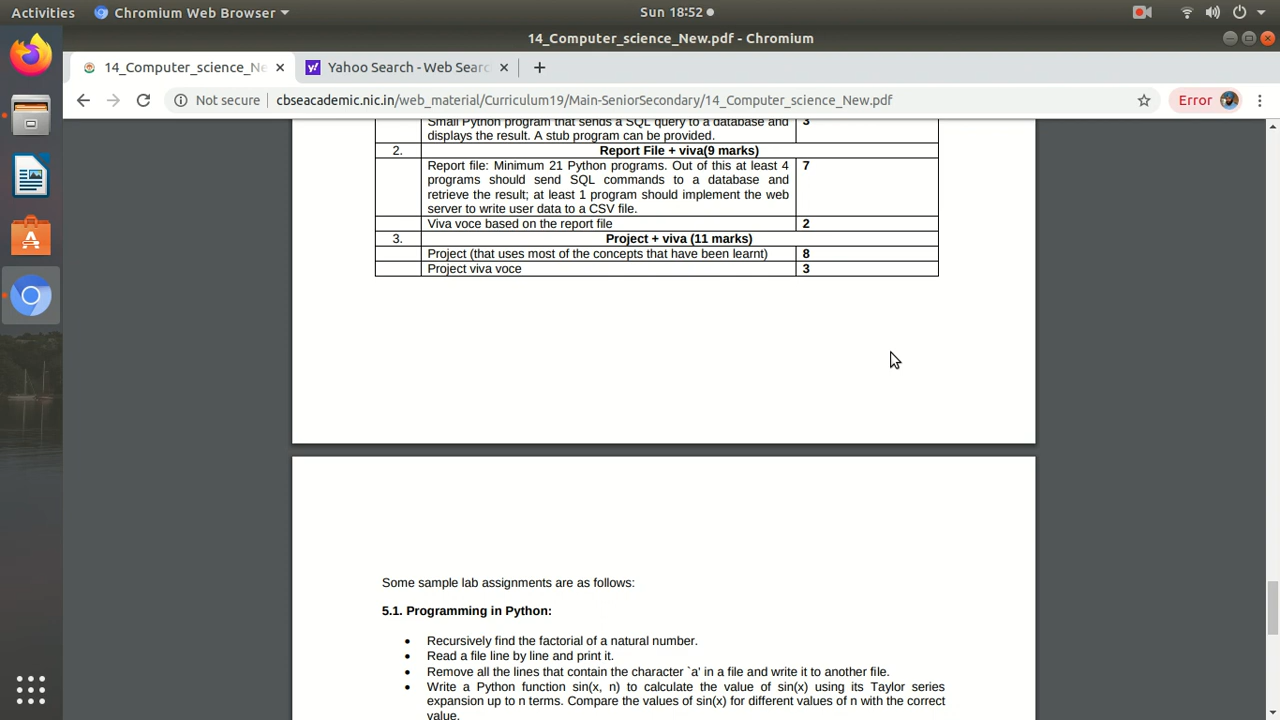 Activities
Chromium Web Browser
Sun 18:52
14_Computer_science_New.pdf - Chromium
14_Computer_science_Ne
Yahoo Search - Web Searc
Not secure
cbseacademic.nic.in/web_material/Curriculum19/Main-SeniorSecondary/14_Computer_science_New.pdf
Error
Small Python program that sends a SQL query to a database and 3
displays the result. A stub program can be provided.
2. Report File + viva(9 marks)
Report file: Minimum 21 Python programs. Out of this at least 4 7
programs should send SQL commands to a database and
retrieve the result; at least 1 program should implement the web
server to write user data to a CSV file.
Viva voce based on the report file 2
3. Project + viva (11 marks)
Project (that uses most of the concepts that have been learnt) 8
Project viva voce 3
Some sample lab assignments are as follows:
5.1. Programming in Python:
• Recursively find the factorial of a natural number.
• Read a file line by line and print it.
• Remove all the lines that contain the character `a' in a file and write it to another file.
• Write a Python function sin(x, n) to calculate the value of sin(x) using its Taylor series
expansion up to n terms. Compare the values of sin(x) for different values of n with the correct
value.